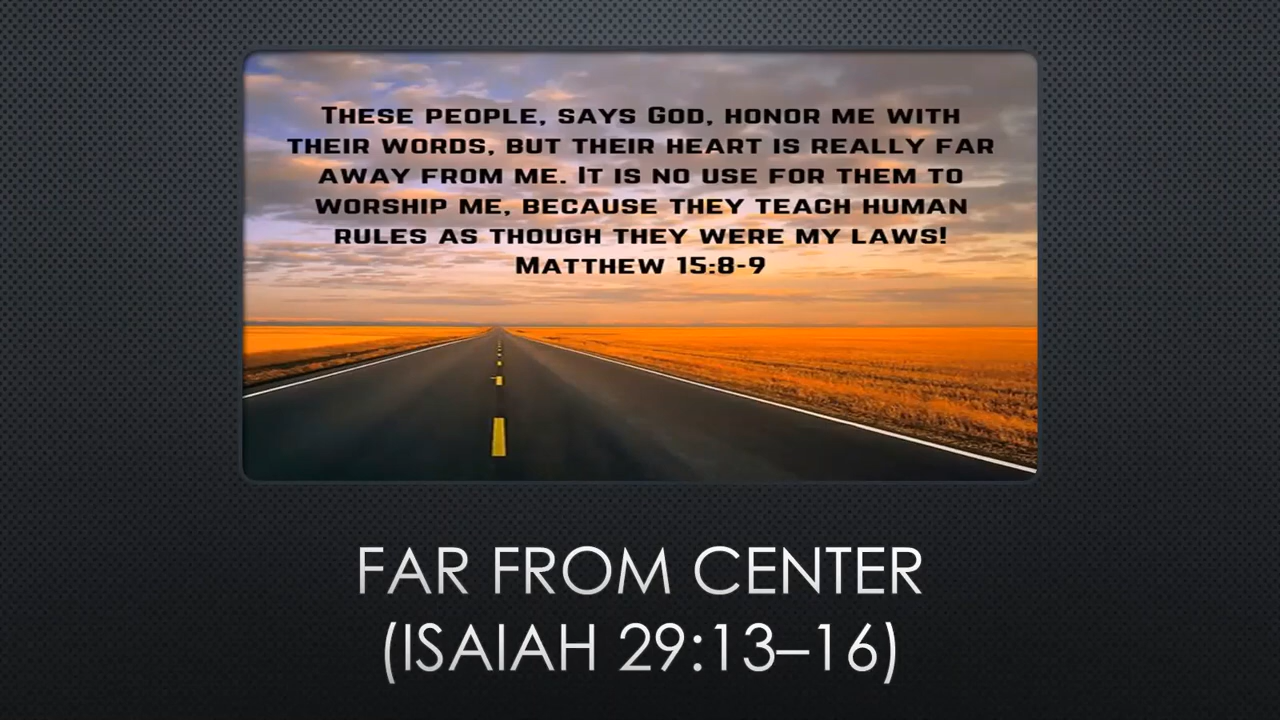 These people, says God, honor me with
their words, but their heart is really far
away from me. It is no use for them to
worship me, because they teach human
rules as though they were my laws!
Matthew 15:8-9
FAR FROM CENTER
(ISAIAH 29:13–16)